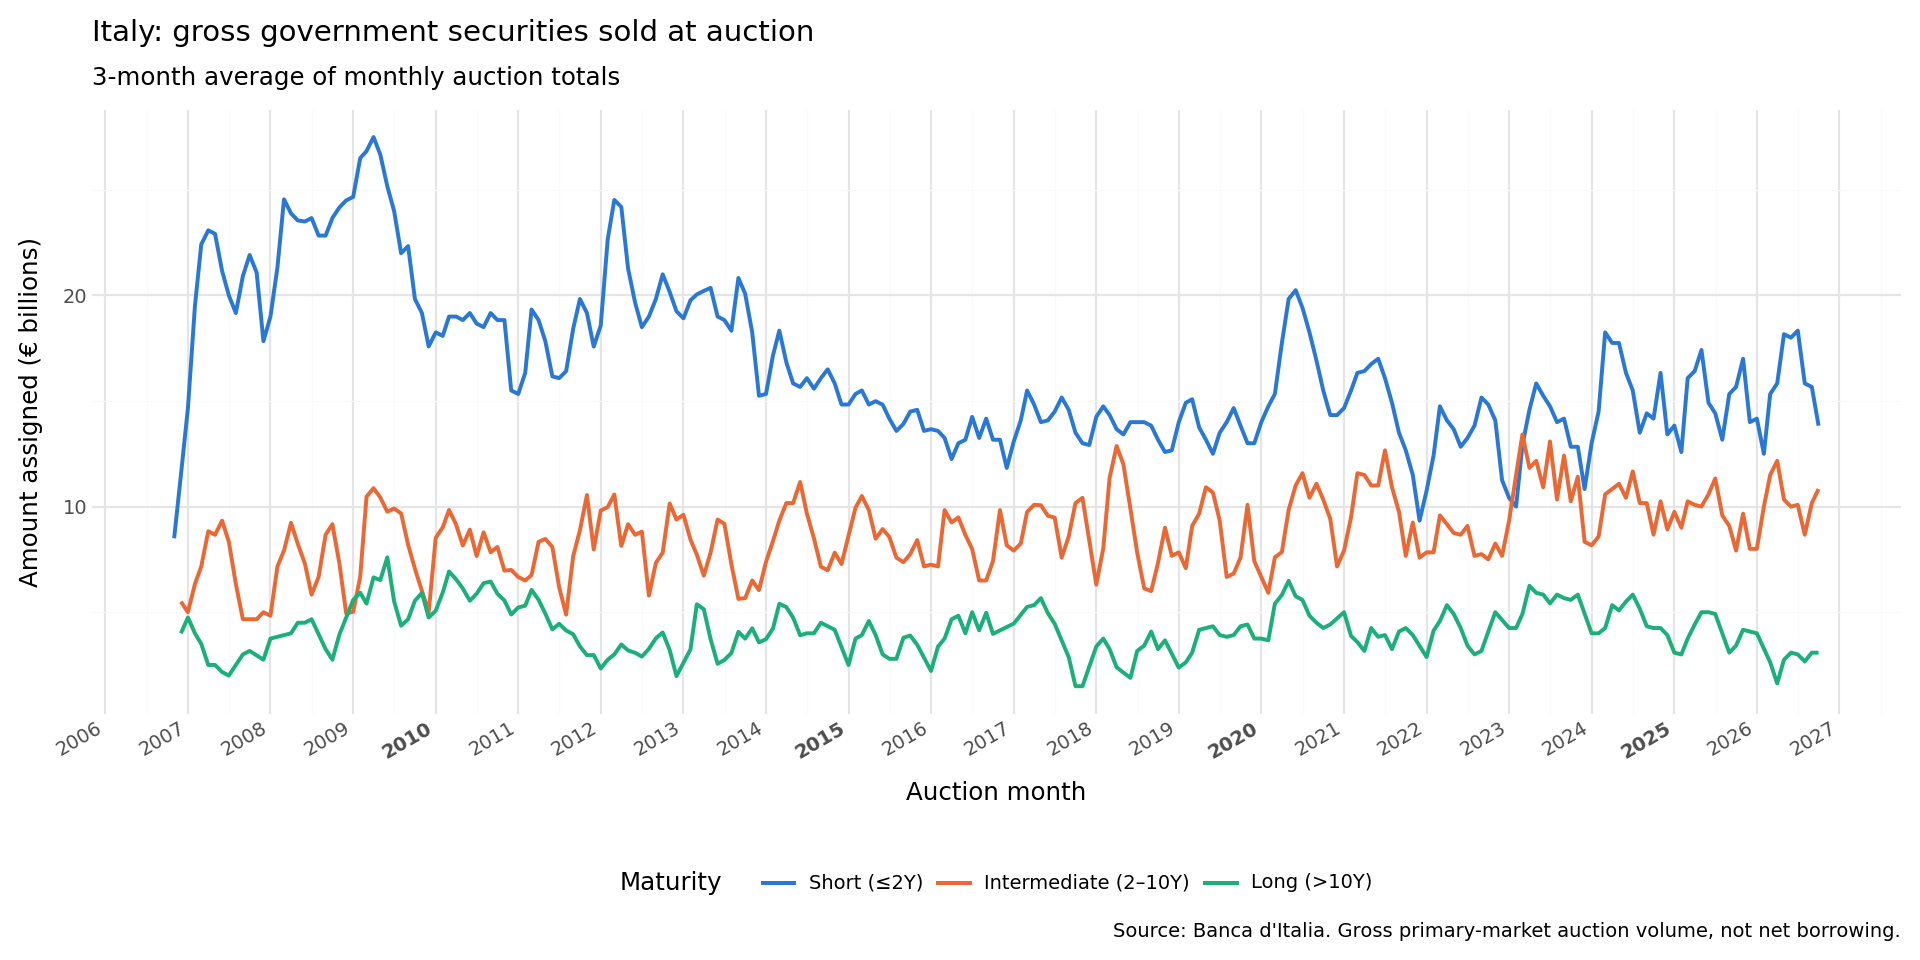 Italy: gross government securities sold at auction
3-month average of monthly auction totals
Amount assigned (€ billions)
20
10
2006 2007 2008 2009 2010 2011 2012 2013 2014 2015 2016 2017 2018 2019 2020 2021 2022 2023 2024 2025 2026 2027
Auction month
Maturity Short (≤2Y) Intermediate (2–10Y) Long (>10Y)
Source: Banca d'Italia. Gross primary-market auction volume, not net borrowing.